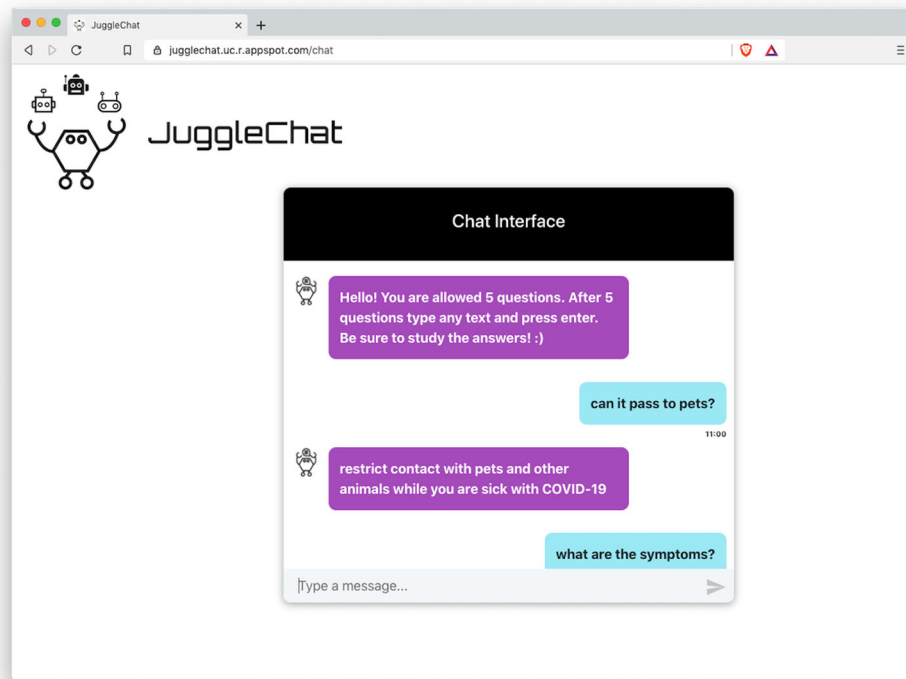 JuggleChat
jugglechat.uc.r.appspot.com/chat
JuggleChat
Chat Interface
Hello! You are allowed 5 questions. After 5
questions type any text and press enter.
Be sure to study the answers! :)
can it pass to pets?
11:00
restrict contact with pets and other
animals while you are sick with COVID-19
what are the symptoms?
Type a message...